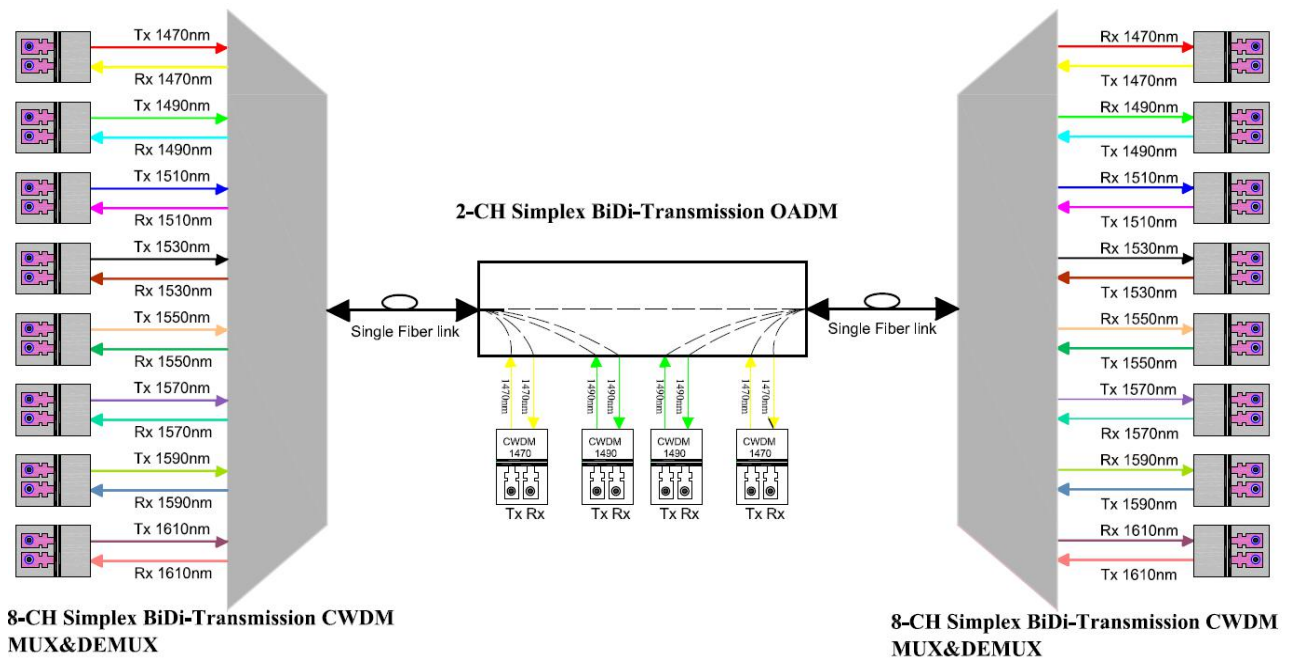 Tx 1470nm
Rx 1470nm
Tx 1490nm
Rx 1490nm
Tx 1510nm
Rx 1510nm
Tx 1530nm
Rx 1530nm
Tx 1550nm
Rx 1550nm
Tx 1570nm
Rx 1570nm
Tx 1590nm
Rx 1590nm
Tx 1610nm
Rx 1610nm
8-CH Simplex BiDi-Transmission CWDM
MUX&DEMUX
2-CH Simplex BiDi-Transmission OADM
Single Fiber link
Single Fiber link
1470nm
1470nm
1490nm
1490nm
1490nm
1490nm
1470nm
1470nm
CWDM
1470
CWDM
1490
CWDM
1490
CWDM
1470
Tx Rx
Tx Rx
Tx Rx
Tx Rx
Rx 1470nm
Tx 1470nm
Rx 1490nm
Tx 1490nm
Rx 1510nm
Tx 1510nm
Rx 1530nm
Tx 1530nm
Rx 1550nm
Tx 1550nm
Tx 1570nm
Rx 1570nm
Rx 1590nm
Tx 1590nm
Rx 1610nm
Tx 1610nm
8-CH Simplex BiDi-Transmission CWDM
MUX&DEMUX